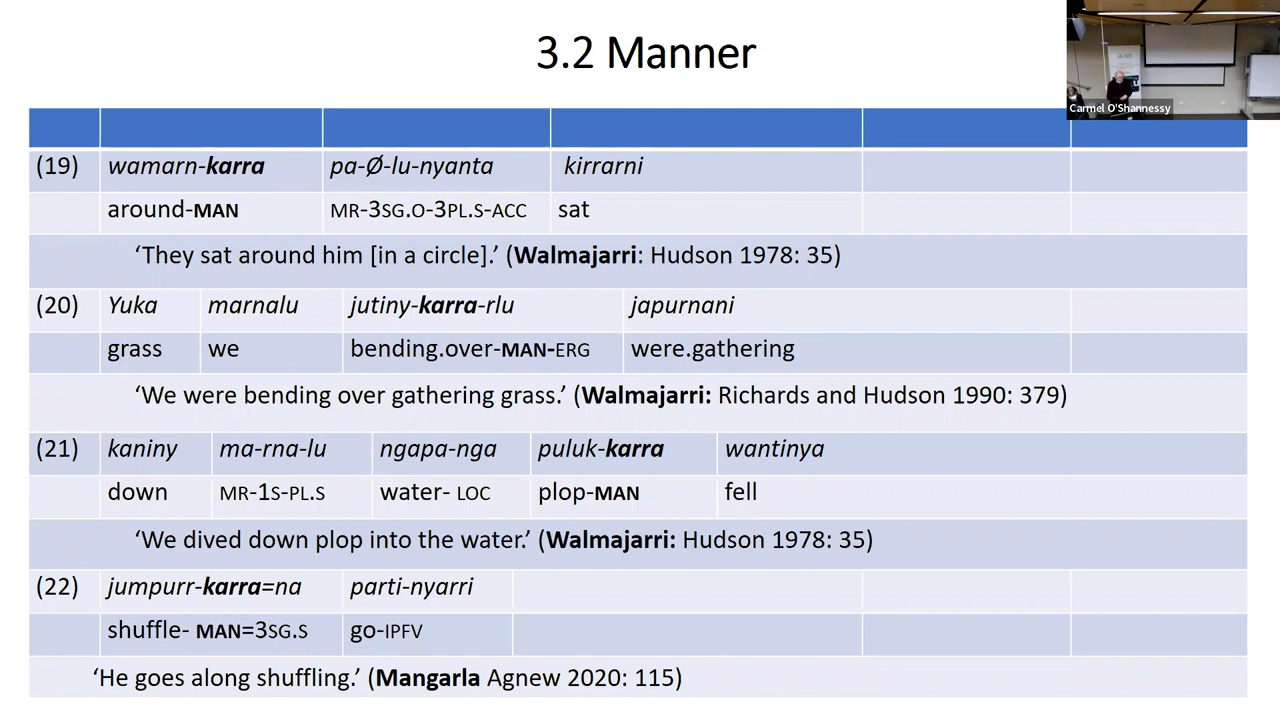 3.2 Manner
Carmel O'Shannessy
(19) wamarn-karra pa-Ø-lu-nyanta kirrarni
around-MAN MR-3SG.O-3PL.S-ACC sat
‘They sat around him [in a circle].’ (Walmajarri: Hudson 1978: 35)
(20) Yuka marnalu jutiny-karra-rlu japurnani
grass we bending.over-MAN-ERG were.gathering
‘We were bending over gathering grass.’ (Walmajarri: Richards and Hudson 1990: 379)
(21) kaniny ma-rna-lu ngapa-nga puluk-karra wantinya
down MR-1S-PL.S water- LOC plop-MAN fell
‘We dived down plop into the water.’ (Walmajarri: Hudson 1978: 35)
(22) jumpurr-karra=na parti-nyarri
shuffle- MAN=3SG.S go-IPFV
‘He goes along shuffling.’ (Mangarla Agnew 2020: 115)